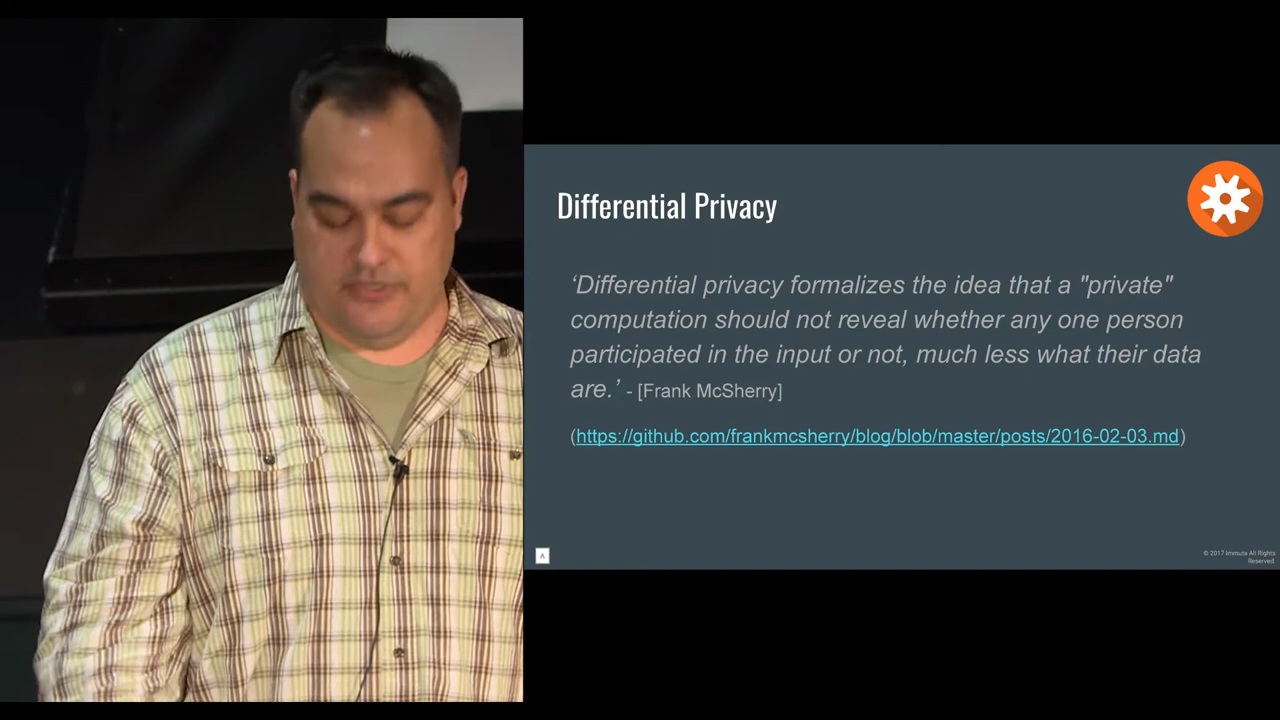 Differential Privacy
‘Differential privacy formalizes the idea that a "private"
computation should not reveal whether any one person
participated in the input or not, much less what their data
are.’ - [Frank McSherry]
(https://github.com/frankmcsherry/blog/blob/master/posts/2016-02-03.md)
© 2017 Immuta All Rights
Reserved.